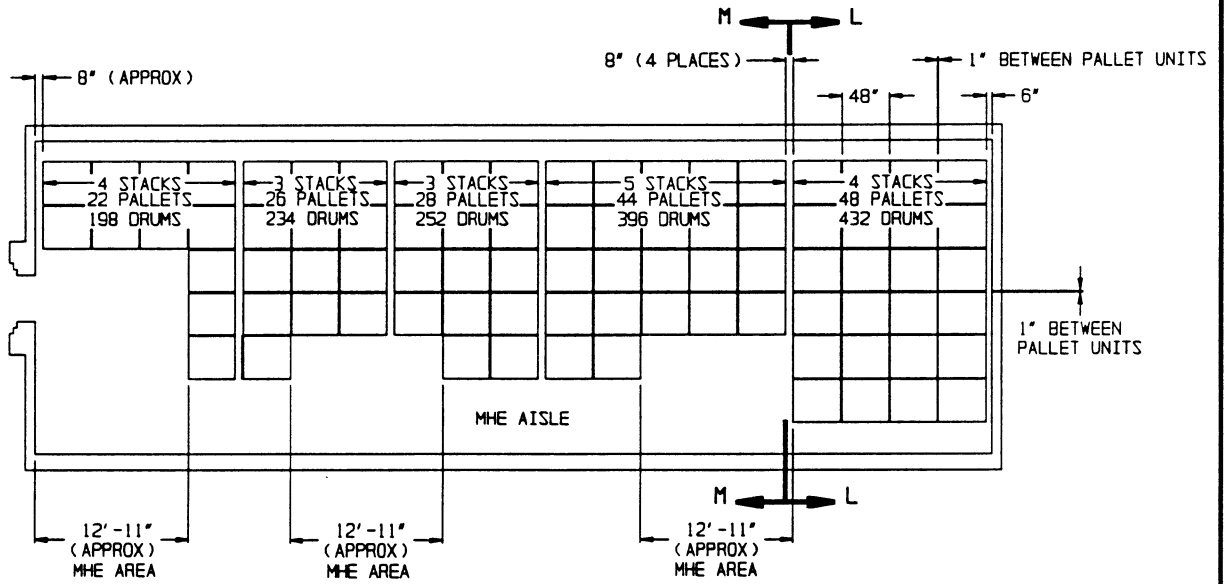 M L
8" (APPROX)
8" (4 PLACES)
1" BETWEEN PALLET UNITS
48"
6"
4 STACKS
22 PALLETS
198 DRUMS
3 STACKS
26 PALLETS
234 DRUMS
3 STACKS
28 PALLETS
252 DRUMS
5 STACKS
44 PALLETS
396 DRUMS
4 STACKS
48 PALLETS
432 DRUMS
1" BETWEEN
PALLET UNITS
MHE AISLE
M L
12'-11"
(APPROX)
MHE AREA
12'-11"
(APPROX)
MHE AREA
12'-11"
(APPROX)
MHE AREA